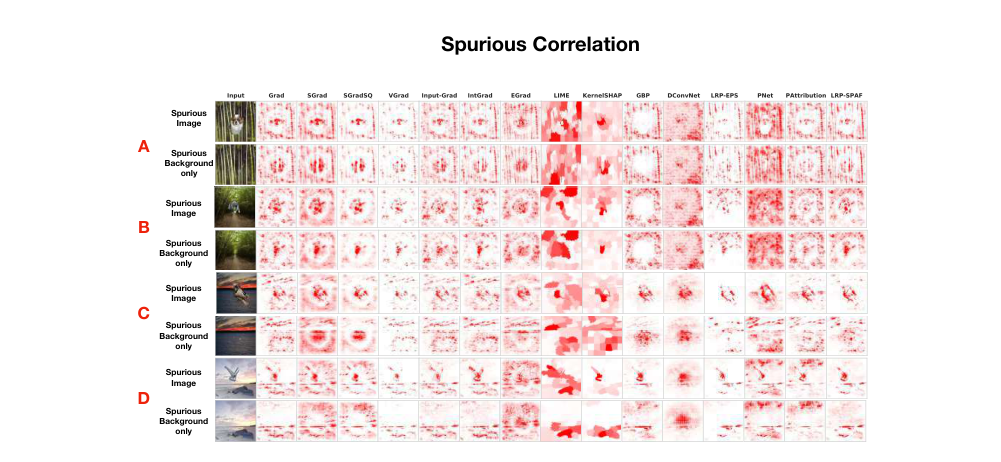 Spurious Correlation
Input Grad SGrad SGradSQ VGrad Input-Grad IntGrad EGrad LIME KernelSHAP GBP DConvNet LRP-EPS PNet PAttribution LRP-SPAF
Spurious
Image
A
Spurious
Background
only
Spurious
Image
B
Spurious
Background
only
Spurious
Image
C
Spurious
Background
only
Spurious
Image
D
Spurious
Background
only